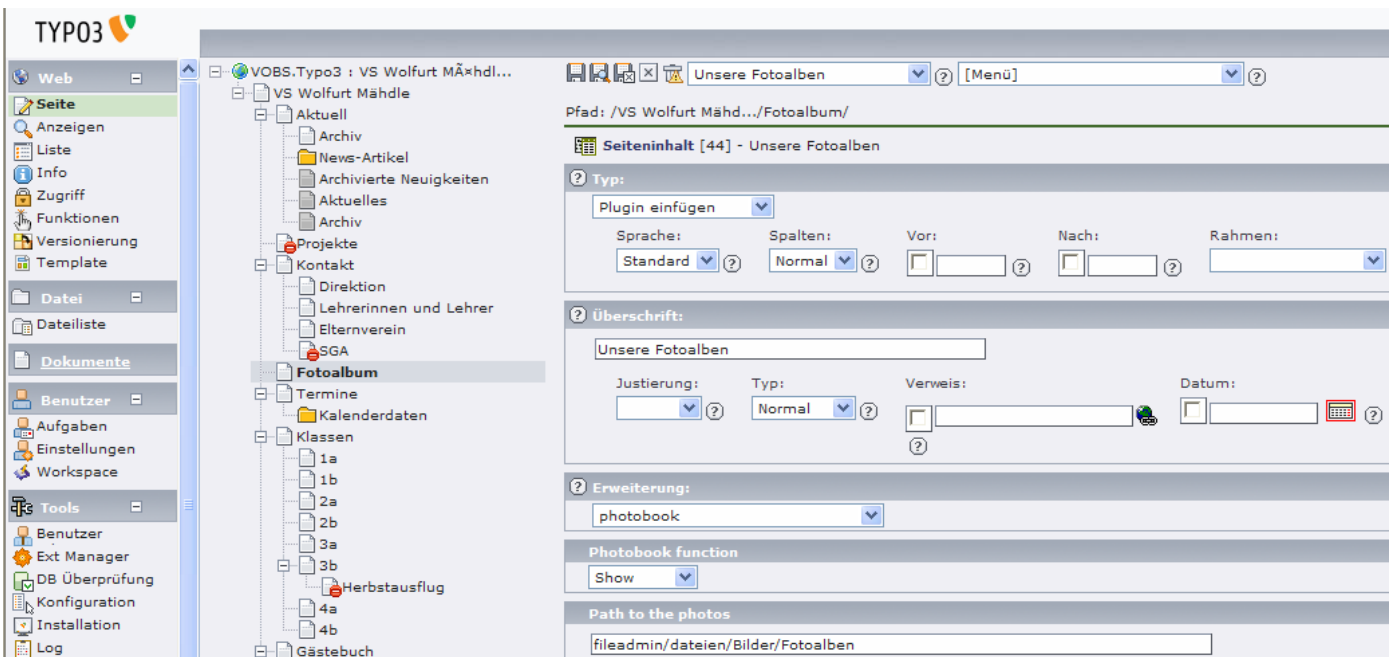 TYPO3
Web
Seite
Anzeigen
Liste
Info
Zugriff
Funktionen
Versionierung
Template
Datei
Dateiliste
Dokumente
Benutzer
Aufgaben
Einstellungen
Workspace
Tools
Benutzer
Ext Manager
DB Überprüfung
Konfiguration
Installation
Log
VOBS.Typo3 : VS Wolfurt MÃ¤hdl...
VS Wolfurt Mähdle
Aktuell
Archiv
News-Artikel
Archivierte Neuigkeiten
Aktuelles
Archiv
Projekte
Kontakt
Direktion
Lehrerinnen und Lehrer
Elternverein
SGA
Fotoalbum
Termine
Kalenderdaten
Klassen
1a
1b
2a
2b
3a
3b
Herbstausflug
4a
4b
Gästebuch
Unsere Fotoalben [Menü]
Pfad: /VS Wolfurt Mähd.../Fotoalbum/
Seiteninhalt [44] - Unsere Fotoalben
Typ:
Plugin einfügen
Sprache: Spalten: Vor: Nach: Rahmen:
Standard Normal
Überschrift:
Unsere Fotoalben
Justierung: Typ: Verweis: Datum:
Normal
Erweiterung:
photobook
Photobook function
Show
Path to the photos
fileadmin/dateien/Bilder/Fotoalben